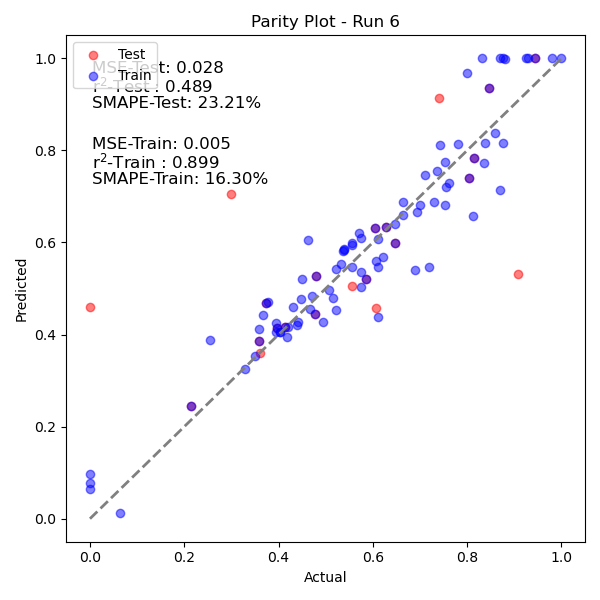 Parity Plot - Run 6
Test
Train
MSE-Test: 0.028
r²-Test : 0.489
SMAPE-Test: 23.21%
MSE-Train: 0.005
r²-Train : 0.899
SMAPE-Train: 16.30%
Predicted
1.0
0.8
0.6
0.4
0.2
0.0
0.0 0.2 0.4 0.6 0.8 1.0
Actual